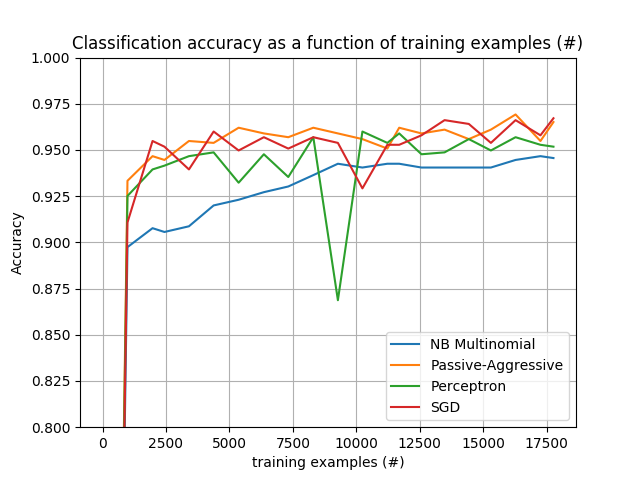 Classification accuracy as a function of training examples (#)
1.000
0.975
0.950
0.925
0.900
0.875
0.850
0.825
0.800
Accuracy
NB Multinomial
Passive-Aggressive
Perceptron
SGD
0 2500 5000 7500 10000 12500 15000 17500
training examples (#)